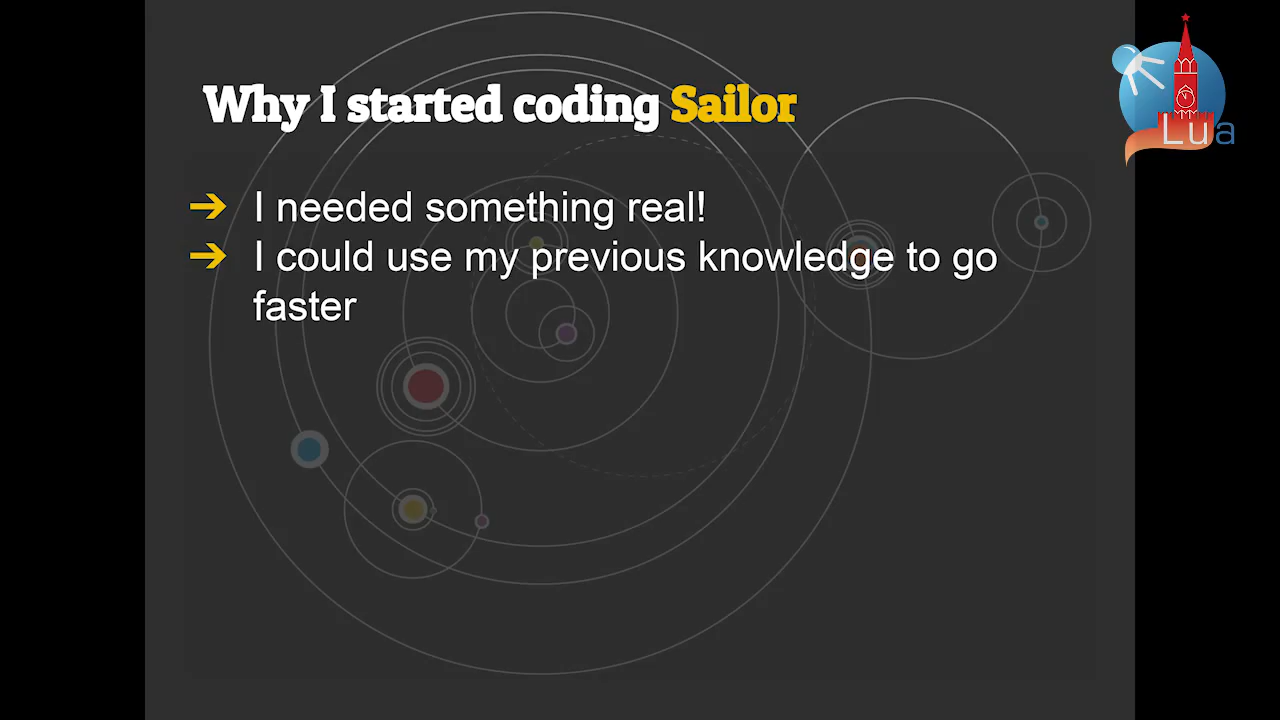 Why I started coding Sailor
➔ I needed something real!
➔ I could use my previous knowledge to go
faster
Lua